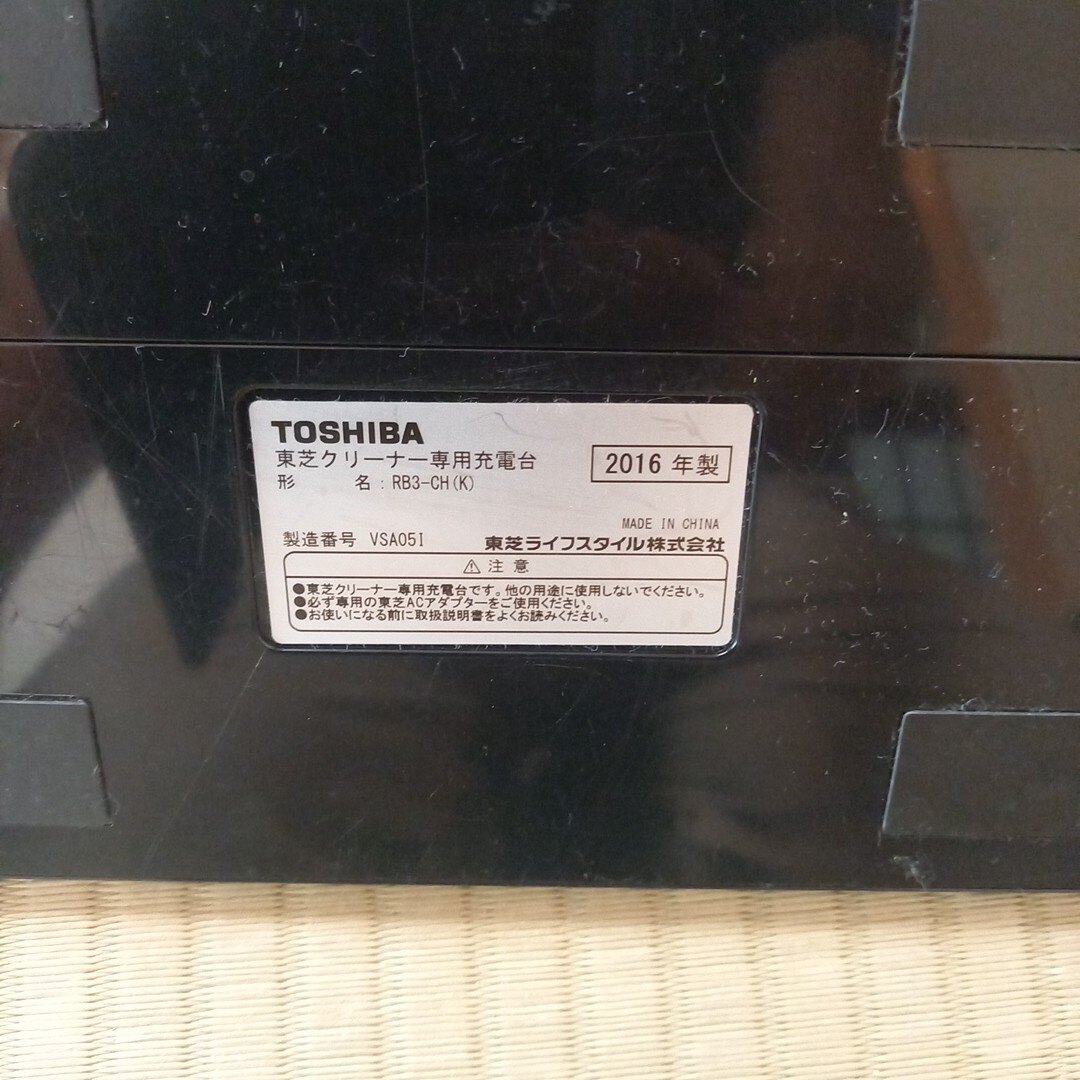 TOSHIBA
東芝クリーナー専用充電台
2016 年製
形 名：RB3-CH(K)
MADE IN CHINA
製造番号 VSA05I
東芝ライフスタイル株式会社
⚠ 注 意
●東芝クリーナー専用充電台です。他の用途に使用しないでください。
●必ず専用の東芝ACアダプターをご使用ください。
●お使いになる前に取扱説明書をよくお読みください。